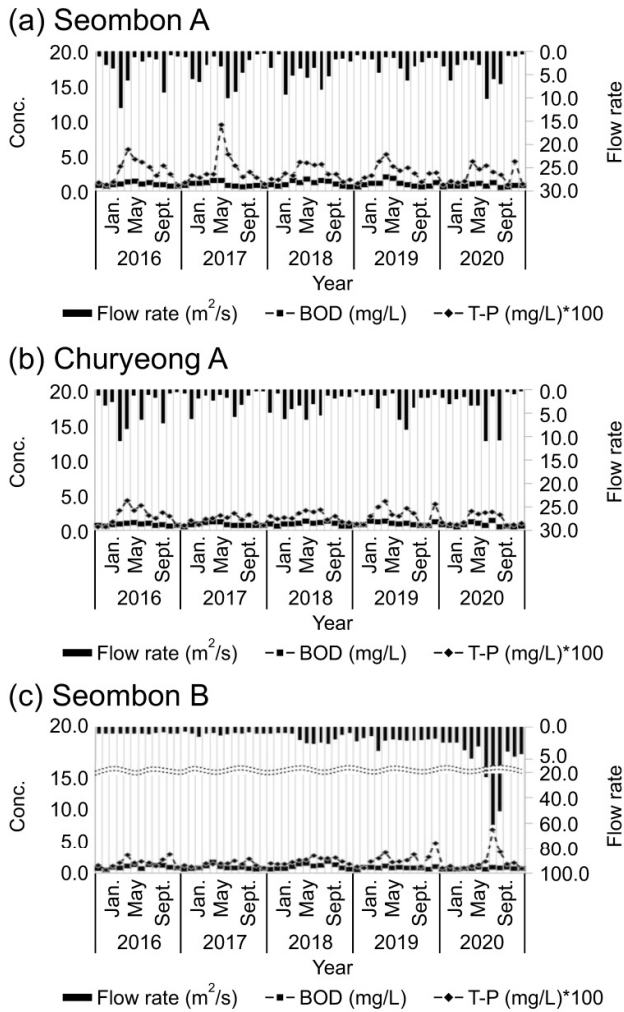 (a) Seombon A
20.0 0.0
15.0 5.0
10.0 10.0
5.0 15.0
0.0 20.0
25.0
30.0
Conc.
Flow rate
Jan. May Sept. Jan. May Sept. Jan. May Sept. Jan. May Sept. Jan. May Sept.
2016 2017 2018 2019 2020
Year
Flow rate (m²/s) BOD (mg/L) T-P (mg/L)*100
(b) Churyeong A
20.0 0.0
15.0 5.0
10.0 10.0
5.0 15.0
0.0 20.0
25.0
30.0
Conc.
Flow rate
Jan. May Sept. Jan. May Sept. Jan. May Sept. Jan. May Sept. Jan. May Sept.
2016 2017 2018 2019 2020
Year
Flow rate (m²/s) BOD (mg/L) T-P (mg/L)*100
(c) Seombon B
20.0 0.0
15.0 5.0
10.0 20.0
5.0 40.0
0.0 60.0
80.0
100.0
Conc.
Flow rate
Jan. May Sept. Jan. May Sept. Jan. May Sept. Jan. May Sept. Jan. May Sept.
2016 2017 2018 2019 2020
Year
Flow rate (m²/s) BOD (mg/L) T-P (mg/L)*100